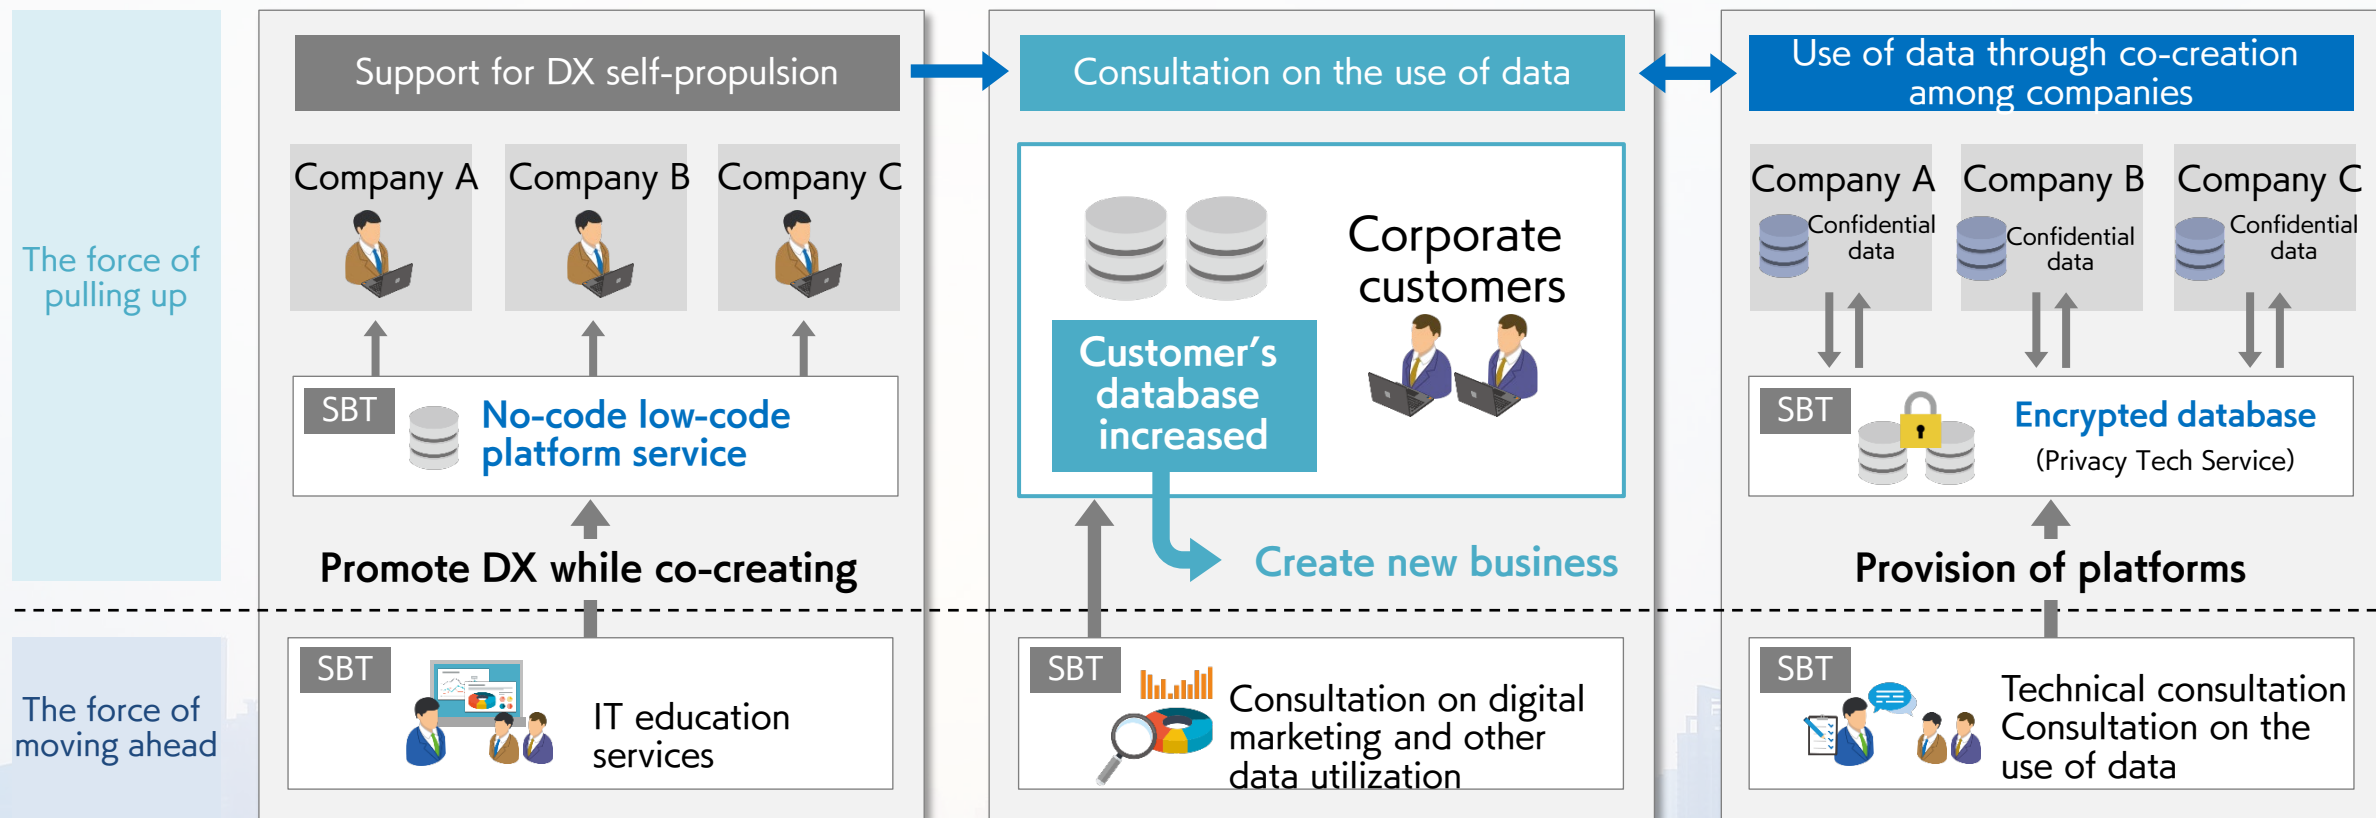 The force of
pulling up
The force of
moving ahead
Support for DX self-propulsion
Company A
Company B
Company C
SBT
No-code low-code
platform service
Promote DX while co-creating
SBT
IT education
services
Consultation on the use of data
Corporate
customers
Customer’s
database
increased
Create new business
SBT
Consultation on digital
marketing and other
data utilization
Use of data through co-creation
among companies
Company A
Confidential
data
Company B
Confidential
data
Company C
Confidential
data
SBT
Encrypted database
(Privacy Tech Service)
Provision of platforms
SBT
Technical consultation
Consultation on the
use of data